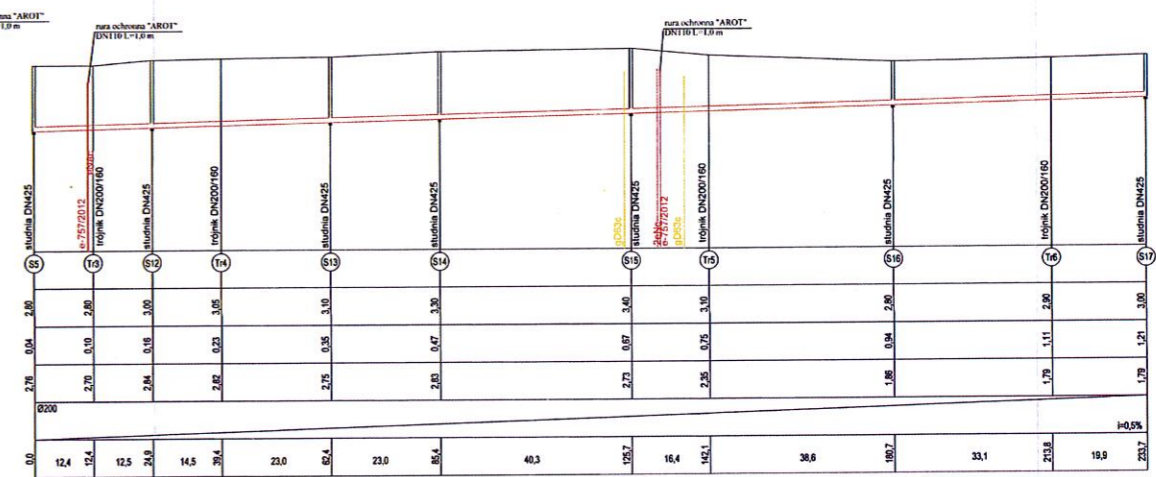 nna "AROT"
1,0 m
rura ochronna "AROT"
DN110 L=1,0 m
rura ochronna "AROT"
DN110 L=1,0 m
studnia DN425
e-757/2012
trójnik DN200/160
studnia DN425
trójnik DN200/160
studnia DN425
studnia DN425
gD63c
studnia DN425
e-757/2012
gD63c
trójnik DN200/160
studnia DN425
trójnik DN200/160
studnia DN425
S5 Tr3 S12 Tr4 S13 S14 S15 Tr5 S16 Tr6 S17
2,80 2,80 3,00 3,05 3,10 3,30 3,40 3,10 2,80 2,90 3,00
0,04 0,10 0,16 0,23 0,35 0,47 0,67 0,75 0,94 1,11 1,21
2,76 2,70 2,84 2,82 2,75 2,83 2,73 2,35 1,86 1,79 1,79
Ø200
i=0,5%
0,0 12,4 12,4 12,5 24,9 14,5 39,4 23,0 62,4 23,0 85,4 40,3 125,7 16,4 142,1 38,6 180,7 33,1 213,8 19,9 233,7